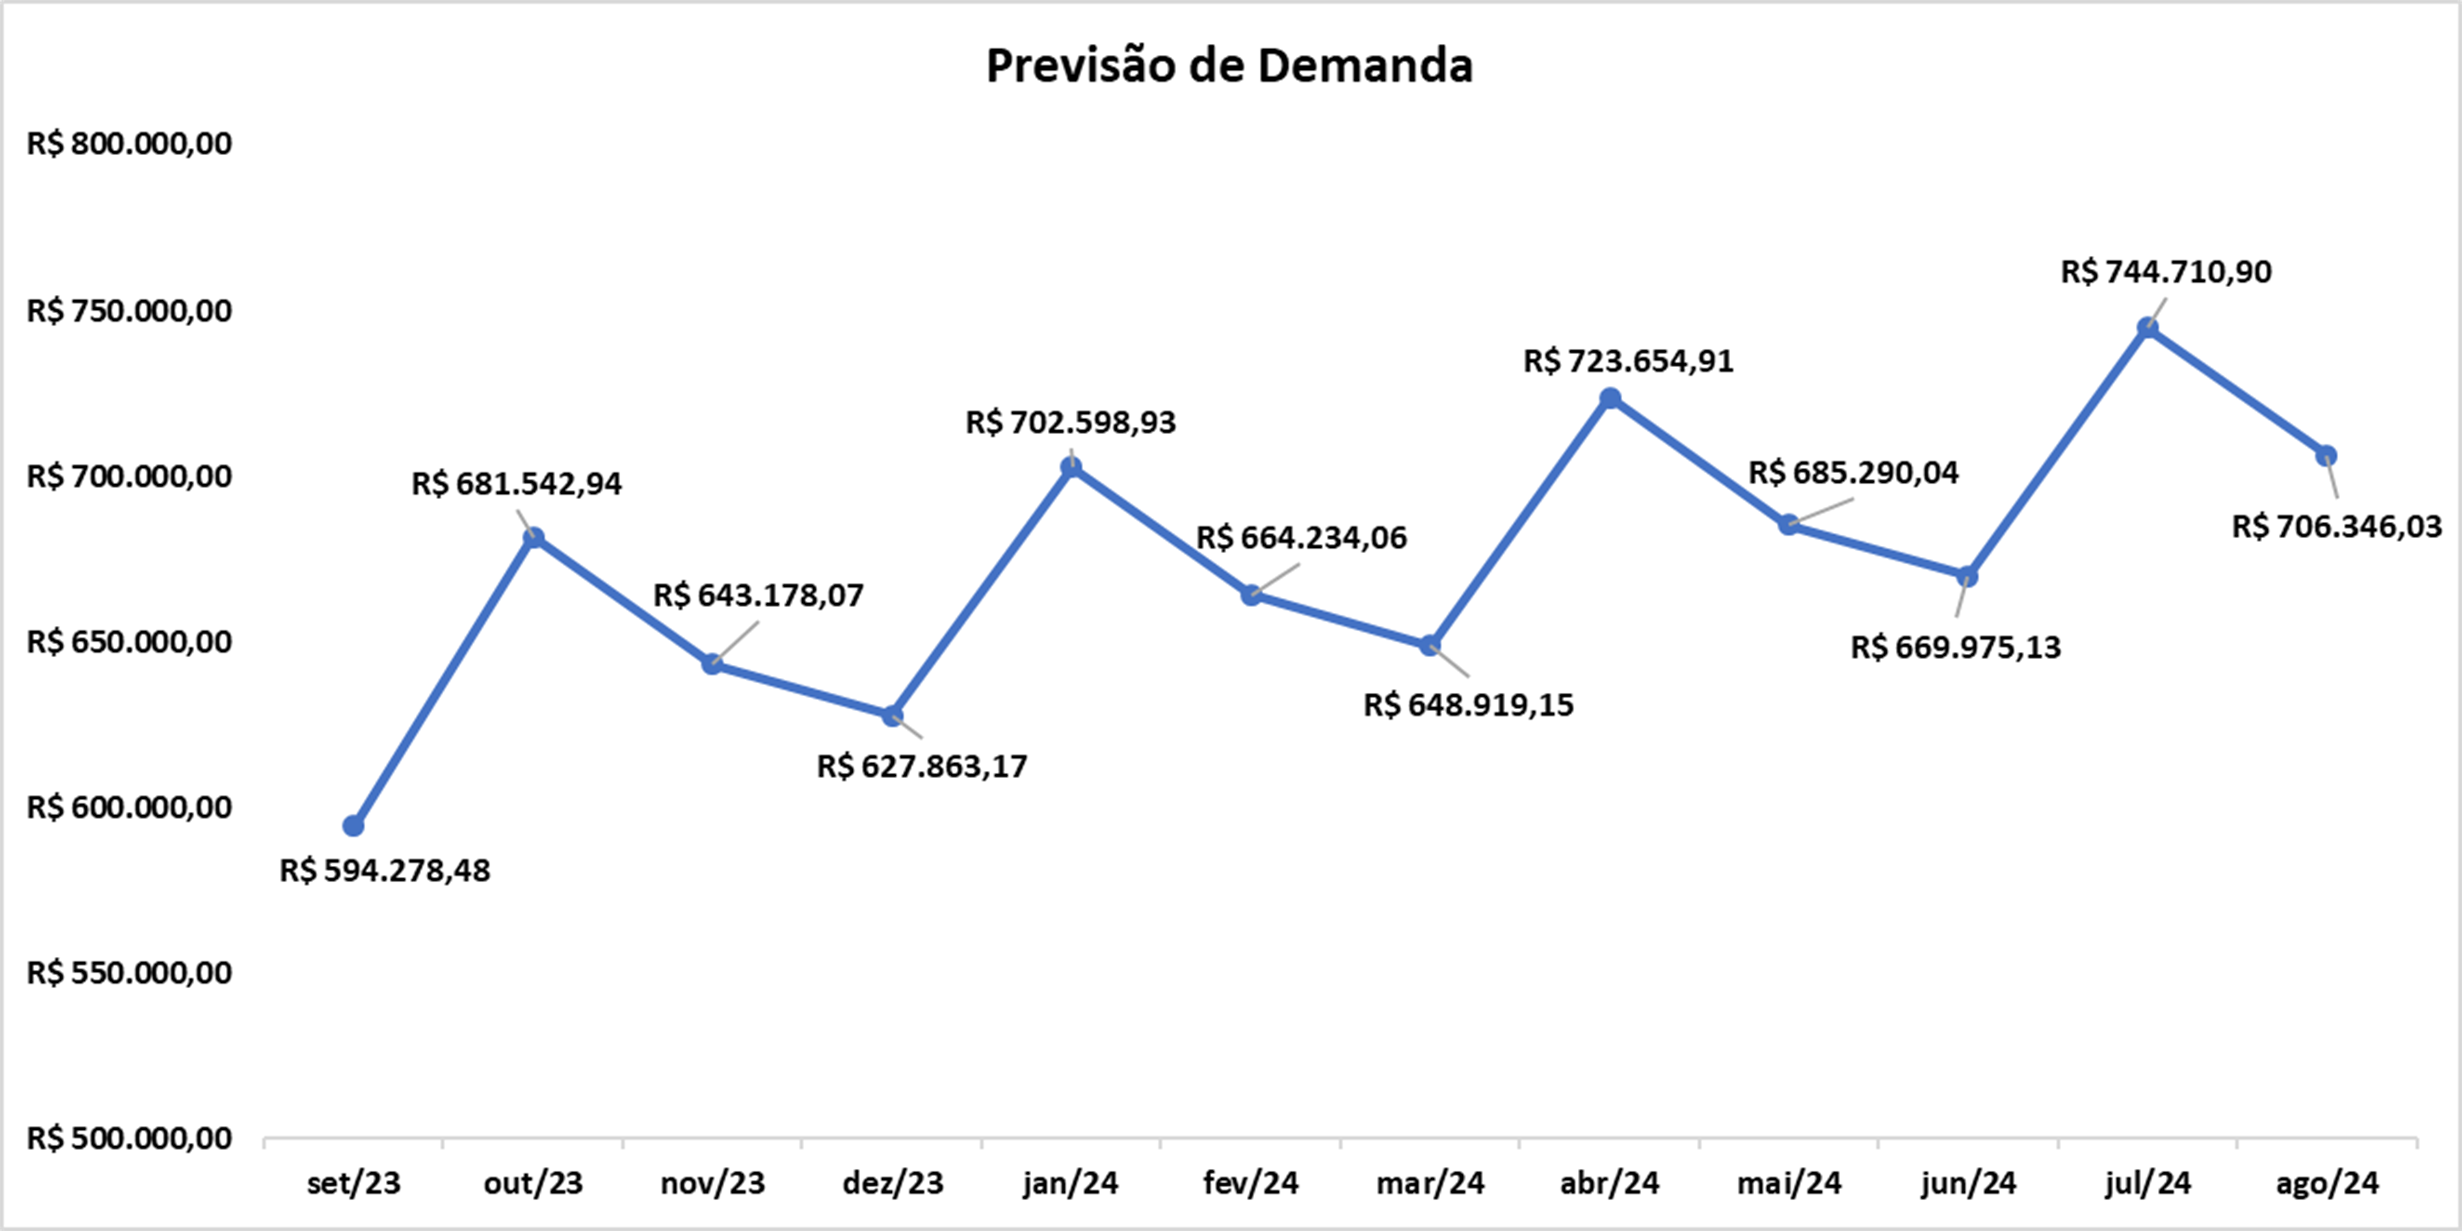 Previsão de Demanda
R$ 800.000,00
R$ 750.000,00
R$ 700.000,00
R$ 650.000,00
R$ 600.000,00
R$ 550.000,00
R$ 500.000,00
R$ 594.278,48
R$ 681.542,94
R$ 643.178,07
R$ 627.863,17
R$ 702.598,93
R$ 664.234,06
R$ 648.919,15
R$ 723.654,91
R$ 685.290,04
R$ 669.975,13
R$ 744.710,90
R$ 706.346,03
set/23 out/23 nov/23 dez/23 jan/24 fev/24 mar/24 abr/24 mai/24 jun/24 jul/24 ago/24